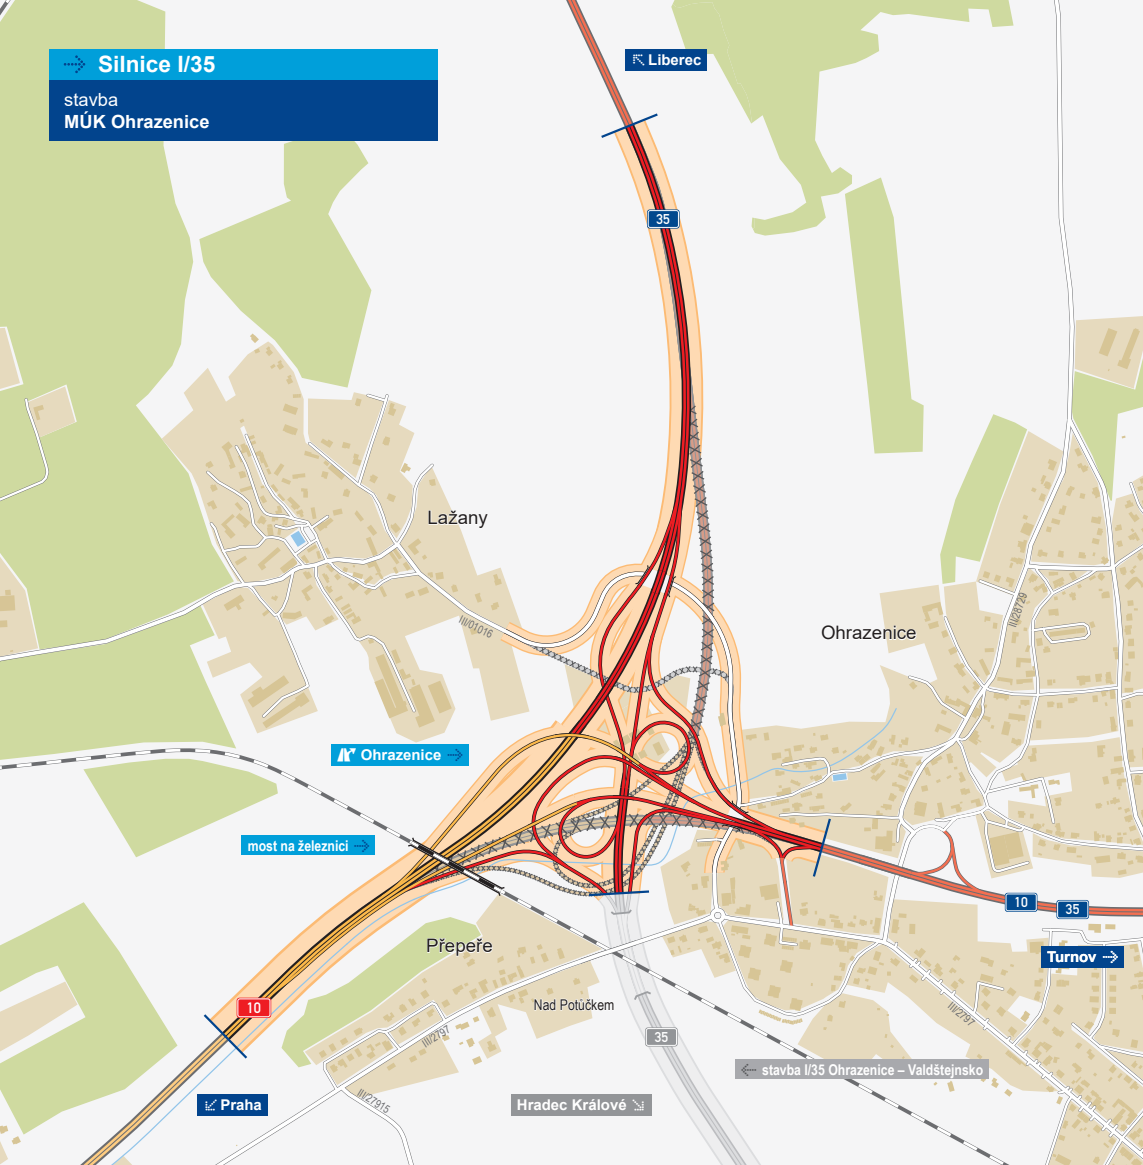 Silnice I/35
stavba
MÚK Ohrazenice
Liberec
35
Lažany
III/01016
III/28729
Ohrazenice
Ohrazenice
most na železnici
10
35
Přepeře
Turnov
10
Nad Potůčkem
III/2797
III/2797
35
stavba I/35 Ohrazenice – Valdštejnsko
Praha
III/27915
Hradec Králové